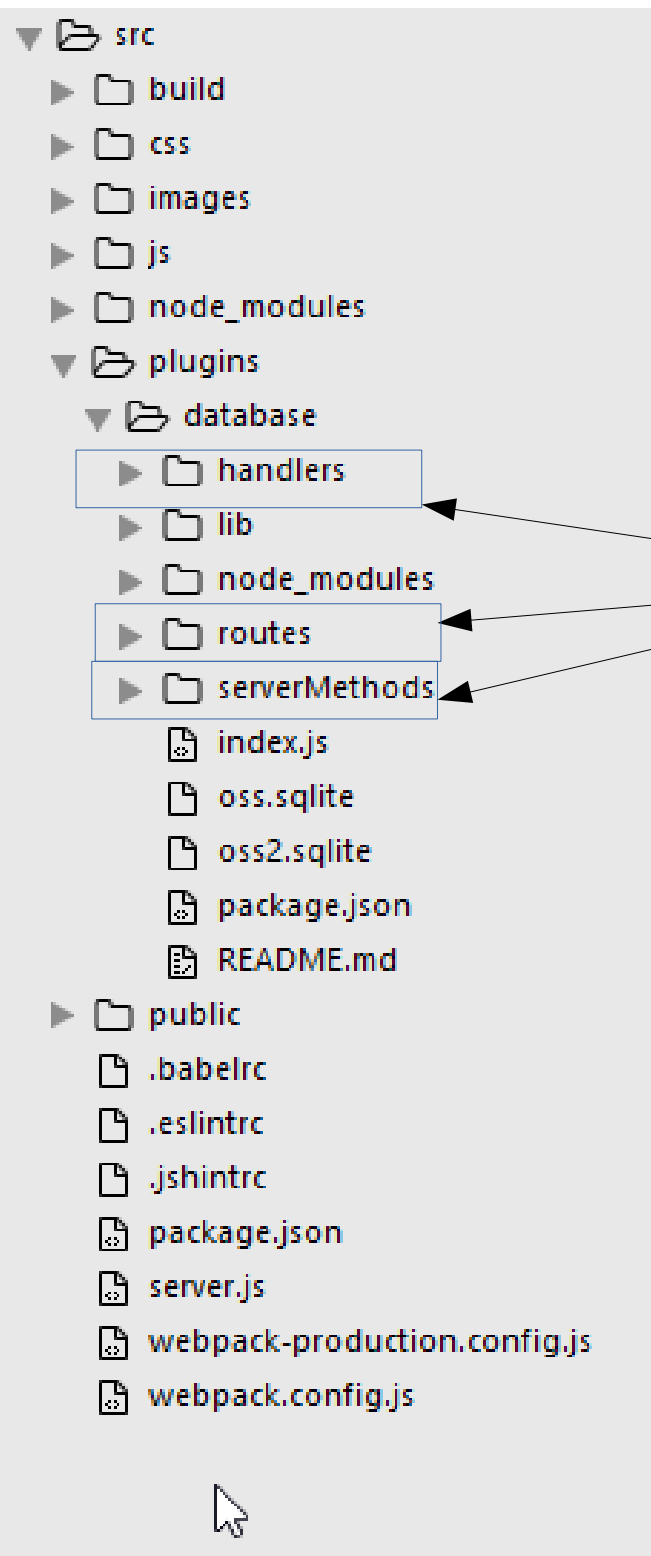 src
build
css
images
js
node_modules
plugins
database
handlers
lib
node_modules
routes
serverMethods
index.js
oss.sqlite
oss2.sqlite
package.json
README.md
public
.babelrc
.eslintrc
.jshintrc
package.json
server.js
webpack-production.config.js
webpack.config.js